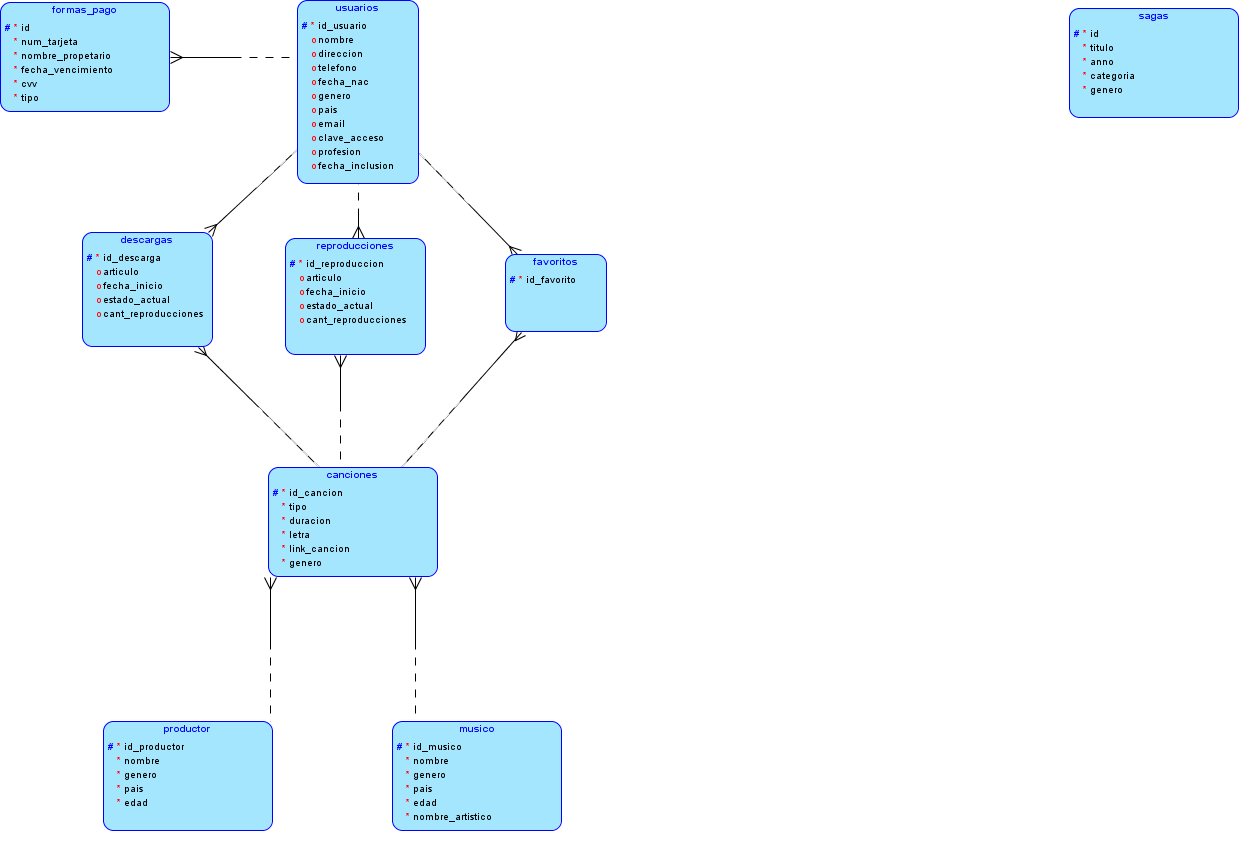 formas_pago
# * id
* num_tarjeta
* nombre_propetario
* fecha_vencimiento
* cvv
* tipo
usuarios
# * id_usuario
o nombre
o direccion
o telefono
o fecha_nac
o genero
o pais
o email
o clave_acceso
o profesion
o fecha_inclusion
sagas
# * id
* titulo
* anno
* categoria
* genero
descargas
# * id_descarga
o articulo
o fecha_inicio
o estado_actual
o cant_reproducciones
reproducciones
# * id_reproduccion
o articulo
o fecha_inicio
o estado_actual
o cant_reproducciones
favoritos
# * id_favorito
canciones
# * id_cancion
* tipo
* duracion
* letra
* link_cancion
* genero
productor
# * id_productor
* nombre
* genero
* pais
* edad
musico
# * id_musico
* nombre
* genero
* pais
* edad
* nombre_artistico